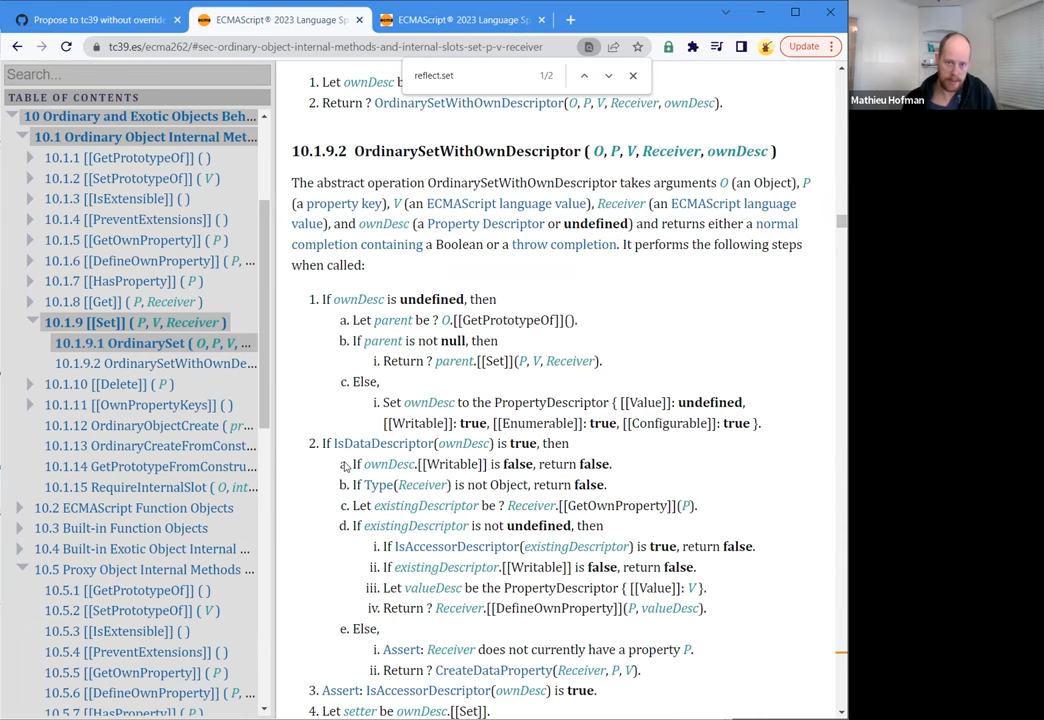 Propose to tc39 without overrid
ECMAScript® 2023 Language Sp
ECMAScript® 2023 Language Sp
tc39.es/ecma262/#sec-ordinary-object-internal-methods-and-internal-slots-set-p-v-receiver
Update
reflect.set
1/2
Search...
TABLE OF CONTENTS
10 Ordinary and Exotic Objects Beh...
10.1 Ordinary Object Internal Met...
10.1.1 [[GetPrototypeOf]] ( )
10.1.2 [[SetPrototypeOf]] ( V )
10.1.3 [[IsExtensible]] ( )
10.1.4 [[PreventExtensions]] ( )
10.1.5 [[GetOwnProperty]] ( P )
10.1.6 [[DefineOwnProperty]] ( P, ...
10.1.7 [[HasProperty]] ( P )
10.1.8 [[Get]] ( P, Receiver )
10.1.9 [[Set]] ( P, V, Receiver )
10.1.9.1 OrdinarySet ( O, P, V, ...
10.1.9.2 OrdinarySetWithOwnDe...
10.1.10 [[Delete]] ( P )
10.1.11 [[OwnPropertyKeys]] ( )
10.1.12 OrdinaryObjectCreate ( pr...
10.1.13 OrdinaryCreateFromConst...
10.1.14 GetPrototypeFromConstru...
10.1.15 RequireInternalSlot ( O, int...
10.2 ECMAScript Function Objects
10.3 Built-in Function Objects
10.4 Built-in Exotic Object Internal ...
10.5 Proxy Object Internal Methods ...
10.5.1 [[GetPrototypeOf]] ( )
10.5.2 [[SetPrototypeOf]] ( V )
10.5.3 [[IsExtensible]] ( )
10.5.4 [[PreventExtensions]] ( )
10.5.5 [[GetOwnProperty]] ( P )
10.5.6 [[DefineOwnProperty]] ( P, ...
10.5.7 [[HasProperty]] ( P )
1. Let ownDesc b
2. Return ? OrdinarySetWithOwnDescriptor(O, P, V, Receiver, ownDesc).
10.1.9.2 OrdinarySetWithOwnDescriptor ( O, P, V, Receiver, ownDesc )
The abstract operation OrdinarySetWithOwnDescriptor takes arguments O (an Object), P
(a property key), V (an ECMAScript language value), Receiver (an ECMAScript language
value), and ownDesc (a Property Descriptor or undefined) and returns either a normal
completion containing a Boolean or a throw completion. It performs the following steps
when called:
1. If ownDesc is undefined, then
a. Let parent be ? O.[[GetPrototypeOf]]().
b. If parent is not null, then
i. Return ? parent.[[Set]](P, V, Receiver).
c. Else,
i. Set ownDesc to the PropertyDescriptor { [[Value]]: undefined,
[[Writable]]: true, [[Enumerable]]: true, [[Configurable]]: true }.
2. If IsDataDescriptor(ownDesc) is true, then
a. If ownDesc.[[Writable]] is false, return false.
b. If Type(Receiver) is not Object, return false.
c. Let existingDescriptor be ? Receiver.[[GetOwnProperty]](P).
d. If existingDescriptor is not undefined, then
i. If IsAccessorDescriptor(existingDescriptor) is true, return false.
ii. If existingDescriptor.[[Writable]] is false, return false.
iii. Let valueDesc be the PropertyDescriptor { [[Value]]: V }.
iv. Return ? Receiver.[[DefineOwnProperty]](P, valueDesc).
e. Else,
i. Assert: Receiver does not currently have a property P.
ii. Return ? CreateDataProperty(Receiver, P, V).
3. Assert: IsAccessorDescriptor(ownDesc) is true.
4. Let setter be ownDesc.[[Set]].
Mathieu Hofman